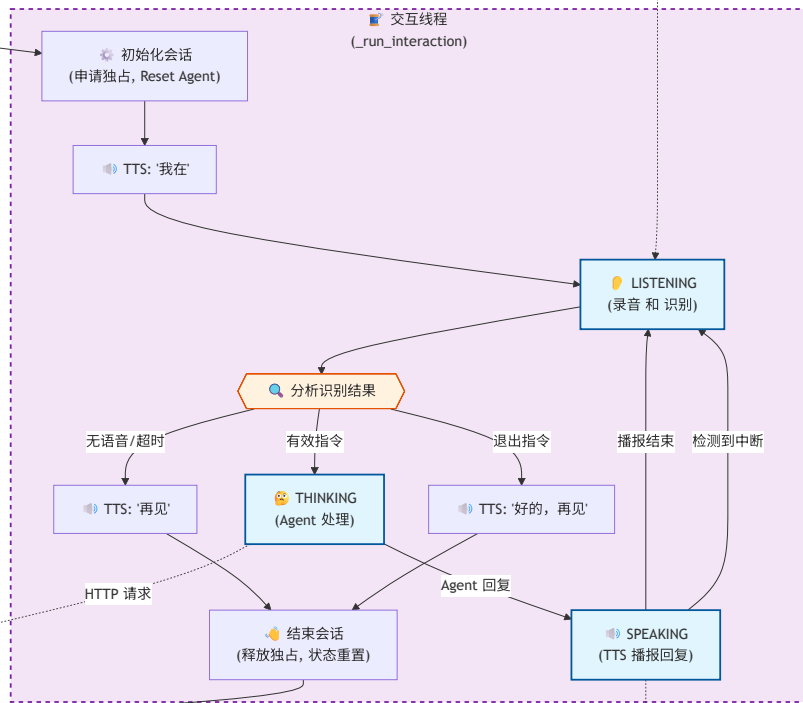 交互线程
(_run_interaction)
初始化会话
(申请独占, Reset Agent)
TTS: '我在'
LISTENING
(录音 和 识别)
分析识别结果
无语音/超时
有效指令
退出指令
播报结束
检测到中断
TTS: '再见'
THINKING
(Agent 处理)
TTS: '好的，再见'
HTTP 请求
Agent 回复
结束会话
(释放独占, 状态重置)
SPEAKING
(TTS 播报回复)